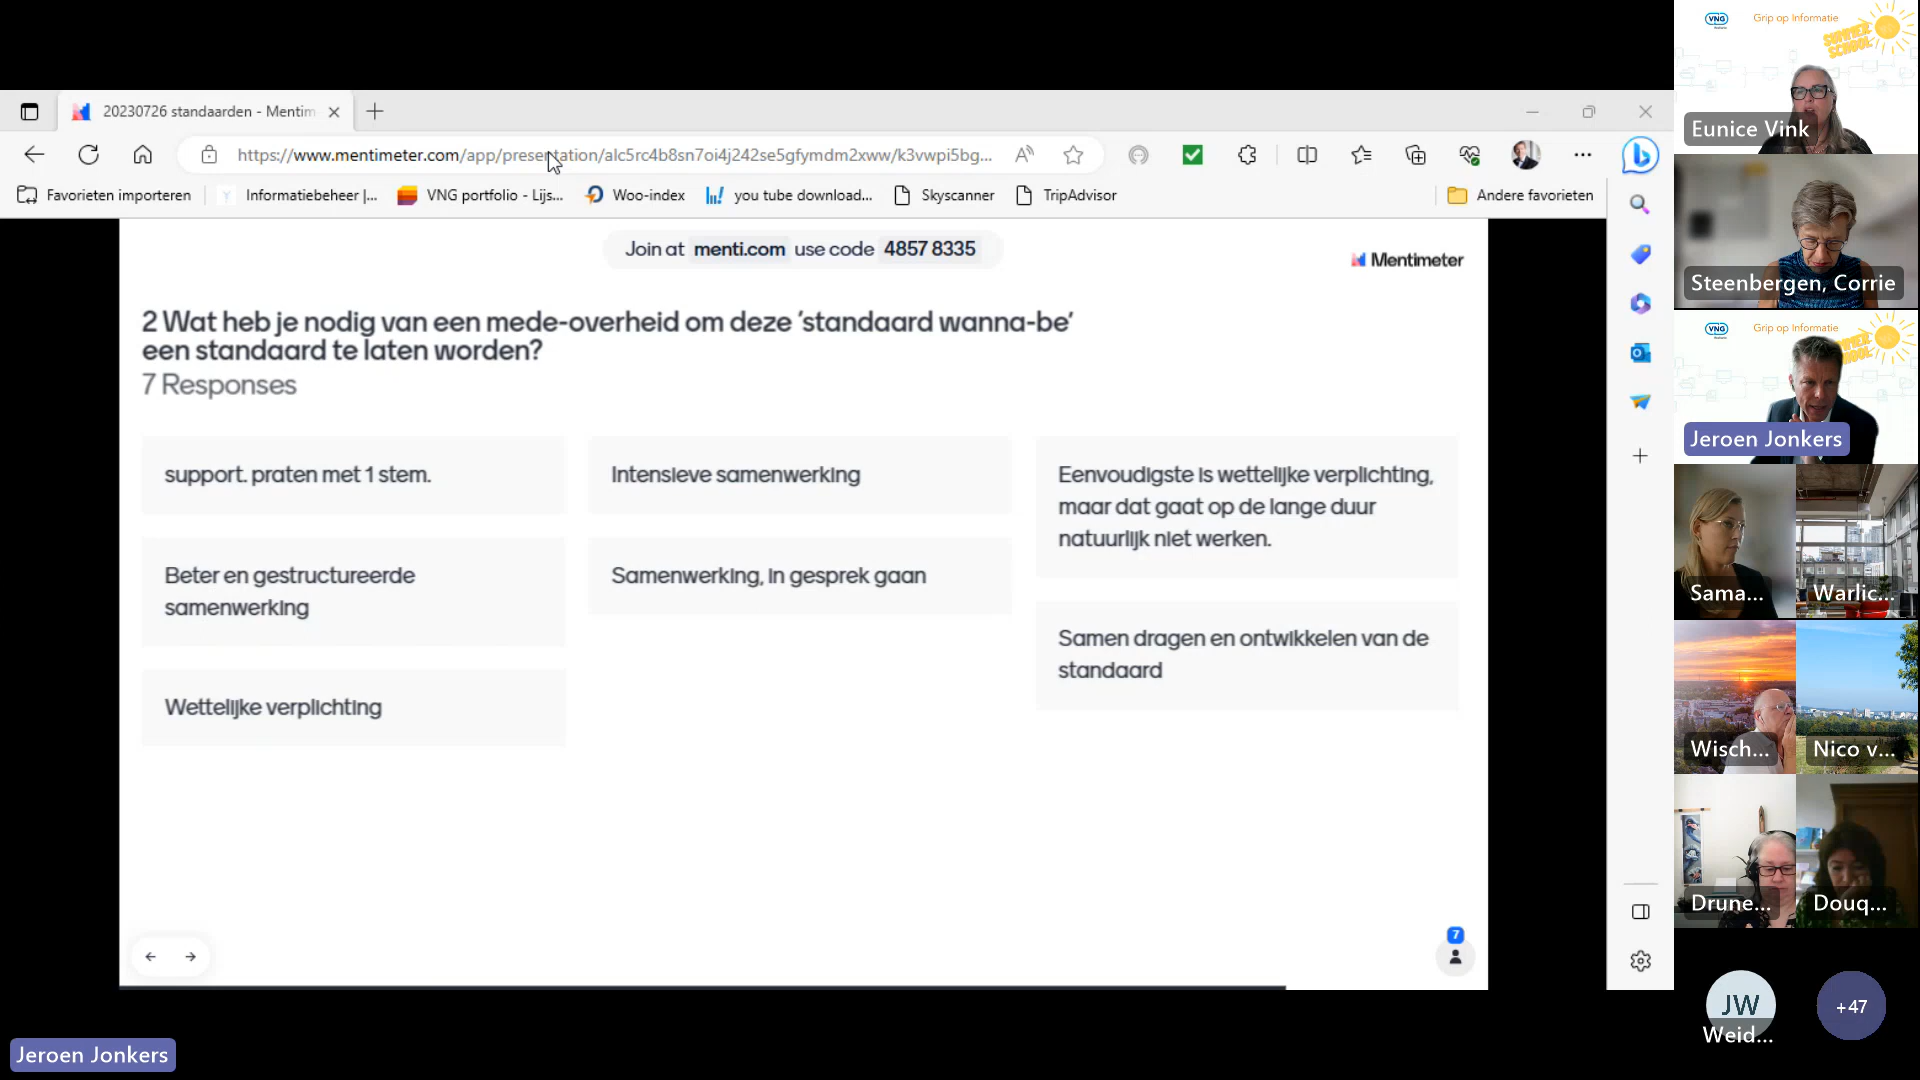 20230726 standaarden - Mentim
https://www.mentimeter.com/app/presentation/alc5rc4b8sn7oi4j242se5gfymdm2xww/k3vwpi5bg...
Favorieten importeren
Informatiebeheer |...
VNG portfolio - Lijs...
Woo-index
you tube download...
Skyscanner
TripAdvisor
Andere favorieten
Join at menti.com use code 4857 8335
Mentimeter
2 Wat heb je nodig van een mede-overheid om deze 'standaard wanna-be'
een standaard te laten worden?
7 Responses
support. praten met 1 stem.
Beter en gestructureerde
samenwerking
Wettelijke verplichting
Intensieve samenwerking
Samenwerking, in gesprek gaan
Eenvoudigste is wettelijke verplichting,
maar dat gaat op de lange duur
natuurlijk niet werken.
Samen dragen en ontwikkelen van de
standaard
7
Jeroen Jonkers
VNG
Grip op Informatie
SUMMER
SCHOOL
Eunice Vink
Steenbergen, Corrie
VNG
Grip op Informatie
SCHOOL
Jeroen Jonkers
Sama...
Warlic...
Wisch...
Nico v...
Drune...
Douq...
JW
Weid...
+47